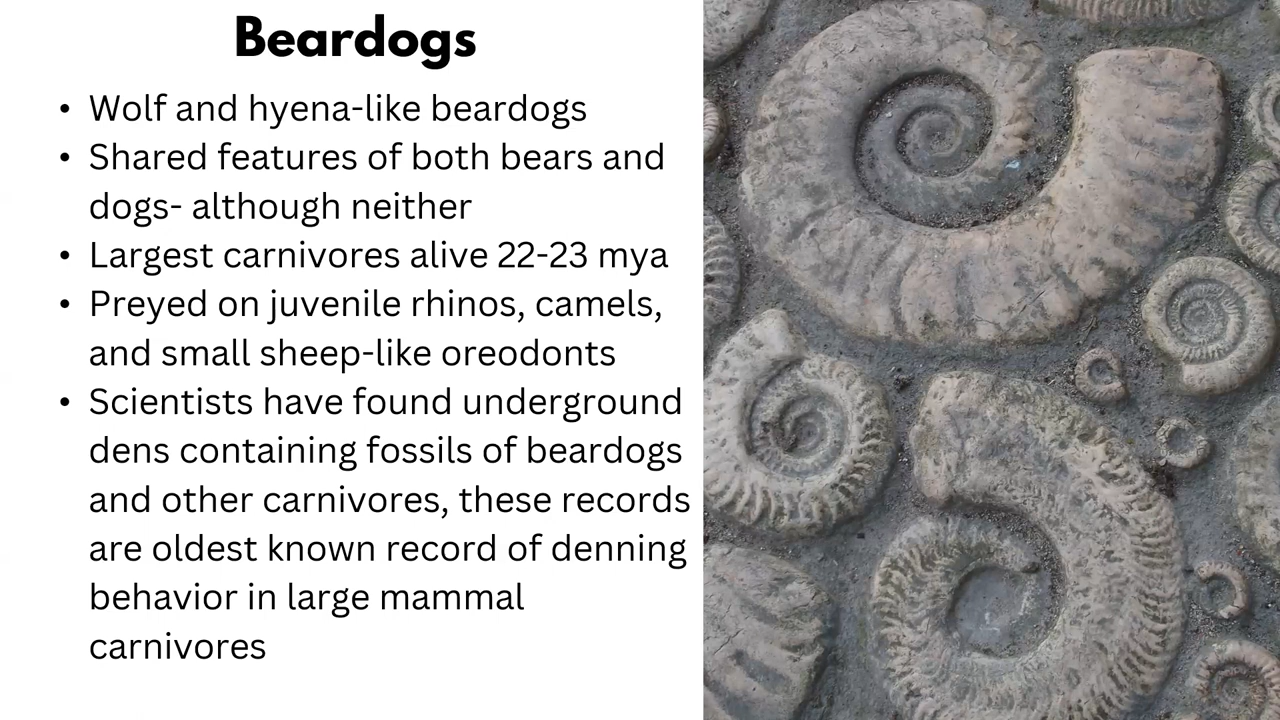 Beardogs
• Wolf and hyena-like beardogs
• Shared features of both bears and
dogs- although neither
• Largest carnivores alive 22-23 mya
• Preyed on juvenile rhinos, camels,
and small sheep-like oreodonts
• Scientists have found underground
dens containing fossils of beardogs
and other carnivores, these records
are oldest known record of denning
behavior in large mammal
carnivores